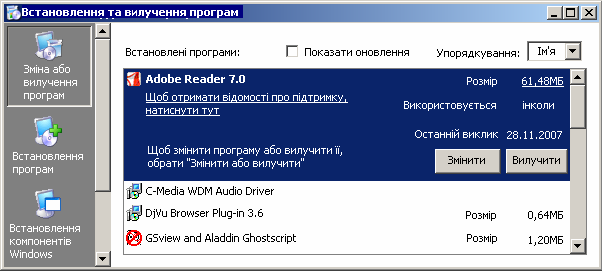 Встановлення та вилучення програм
Зміна або
вилучення
програм
Встановлення
програм
Встановлення
компонентів
Windows
Встановлені програми:
Показати оновлення
Упорядкування:
Ім'я
Adobe Reader 7.0
Розмір
61,48МБ
Щоб отримати відомості про підтримку,
натиснути тут
Використовується
інколи
Останній виклик
28.11.2007
Щоб змінити програму або вилучити її,
обрати "Змінити або вилучити"
Змінити
Вилучити
C-Media WDM Audio Driver
DjVu Browser Plug-in 3.6
Розмір
0,64МБ
GSview and Aladdin Ghostscript
Розмір
1,20МБ